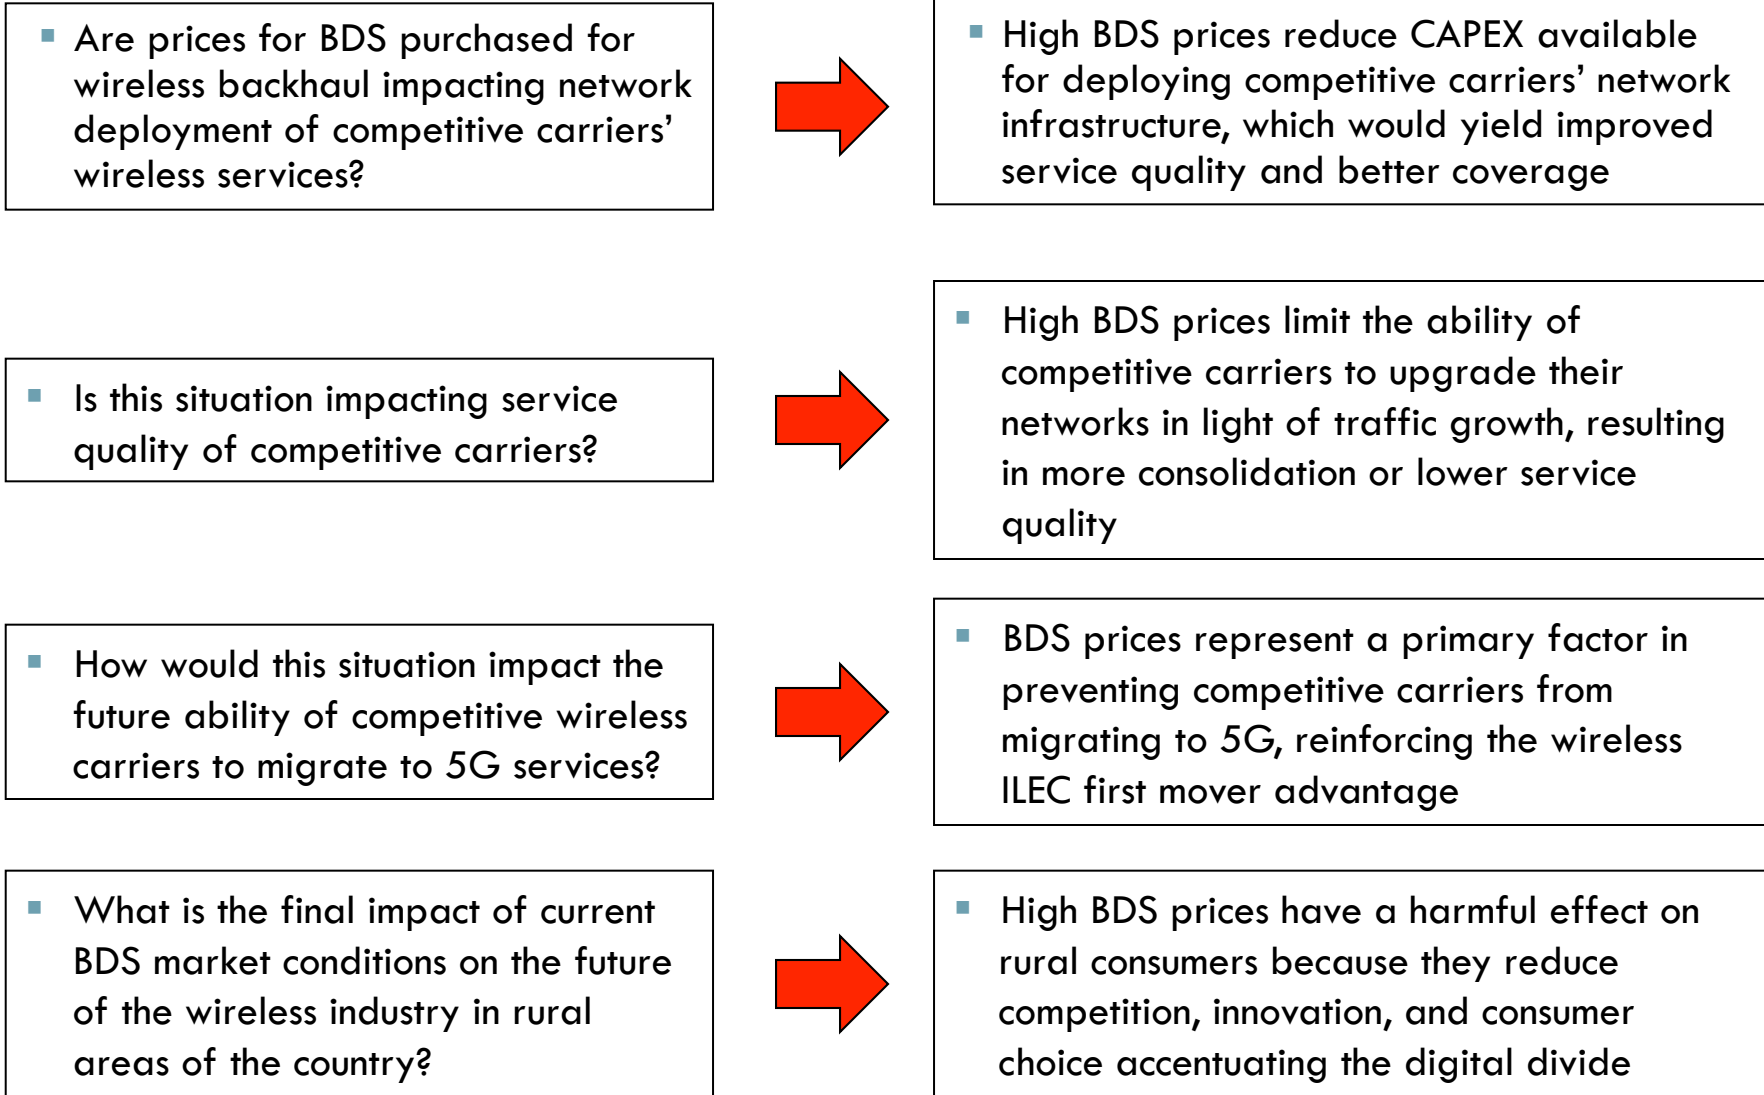 ▪ Are prices for BDS purchased for
wireless backhaul impacting network
deployment of competitive carriers’
wireless services?
▪ High BDS prices reduce CAPEX available
for deploying competitive carriers’ network
infrastructure, which would yield improved
service quality and better coverage
▪ Is this situation impacting service
quality of competitive carriers?
▪ High BDS prices limit the ability of
competitive carriers to upgrade their
networks in light of traffic growth, resulting
in more consolidation or lower service
quality
▪ How would this situation impact the
future ability of competitive wireless
carriers to migrate to 5G services?
▪ BDS prices represent a primary factor in
preventing competitive carriers from
migrating to 5G, reinforcing the wireless
ILEC first mover advantage
▪ What is the final impact of current
BDS market conditions on the future
of the wireless industry in rural
areas of the country?
▪ High BDS prices have a harmful effect on
rural consumers because they reduce
competition, innovation, and consumer
choice accentuating the digital divide